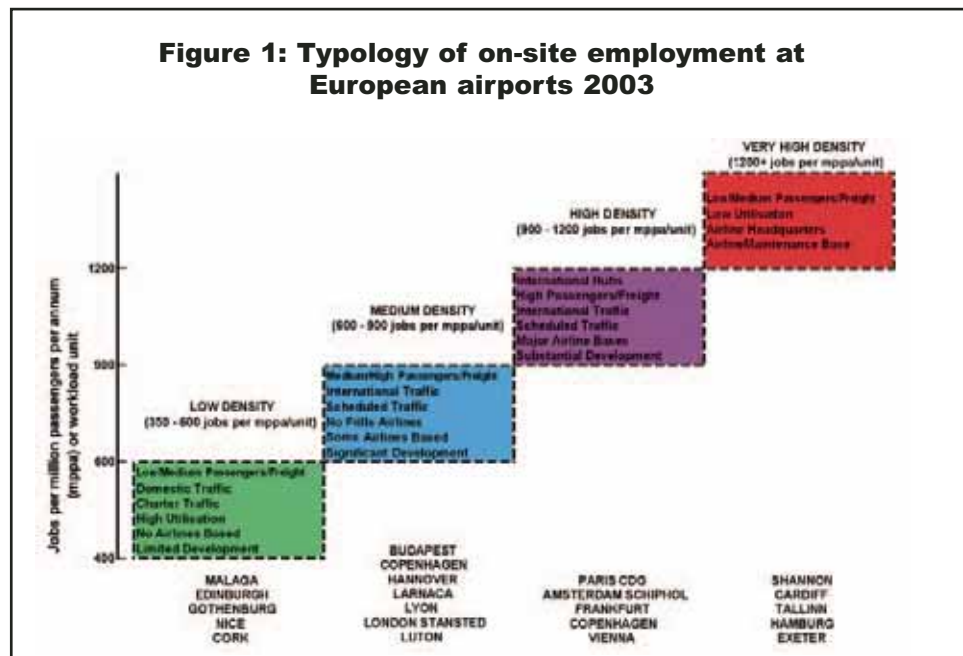 Figure 1: Typology of on-site employment at
European airports 2003
VERY HIGH DENSITY
(1200+ jobs per mppa/unit)
Low/Medium Passengers/Freight
Low Utilisation
Airline Headquarters
Airline/Maintenance Base
HIGH DENSITY
(900 - 1200 jobs per mppa/unit)
International Hubs
High Passengers/Freight
International Traffic
Scheduled Traffic
Major Airline Bases
Substantial Development
MEDIUM DENSITY
(600 - 900 jobs per mppa/unit)
Medium/High Passengers/Freight
International Traffic
Scheduled Traffic
No Frills Airlines
Some Airlines Based
Significant Development
LOW DENSITY
(350 - 600 jobs per mppa/unit)
Low/Medium Passengers/Freight
Domestic Traffic
Charter Traffic
High Utilisation
No Airlines Based
Limited Development
Jobs per million passengers per annum
(mppa) or workload unit
1200
900
600
400
MALAGA
EDINBURGH
GOTHENBURG
NICE
CORK
BUDAPEST
COPENHAGEN
HANNOVER
LARNACA
LYON
LONDON STANSTED
LUTON
PARIS CDG
AMSTERDAM SCHIPHOL
FRANKFURT
COPENHAGEN
VIENNA
SHANNON
CARDIFF
TALLINN
HAMBURG
EXETER